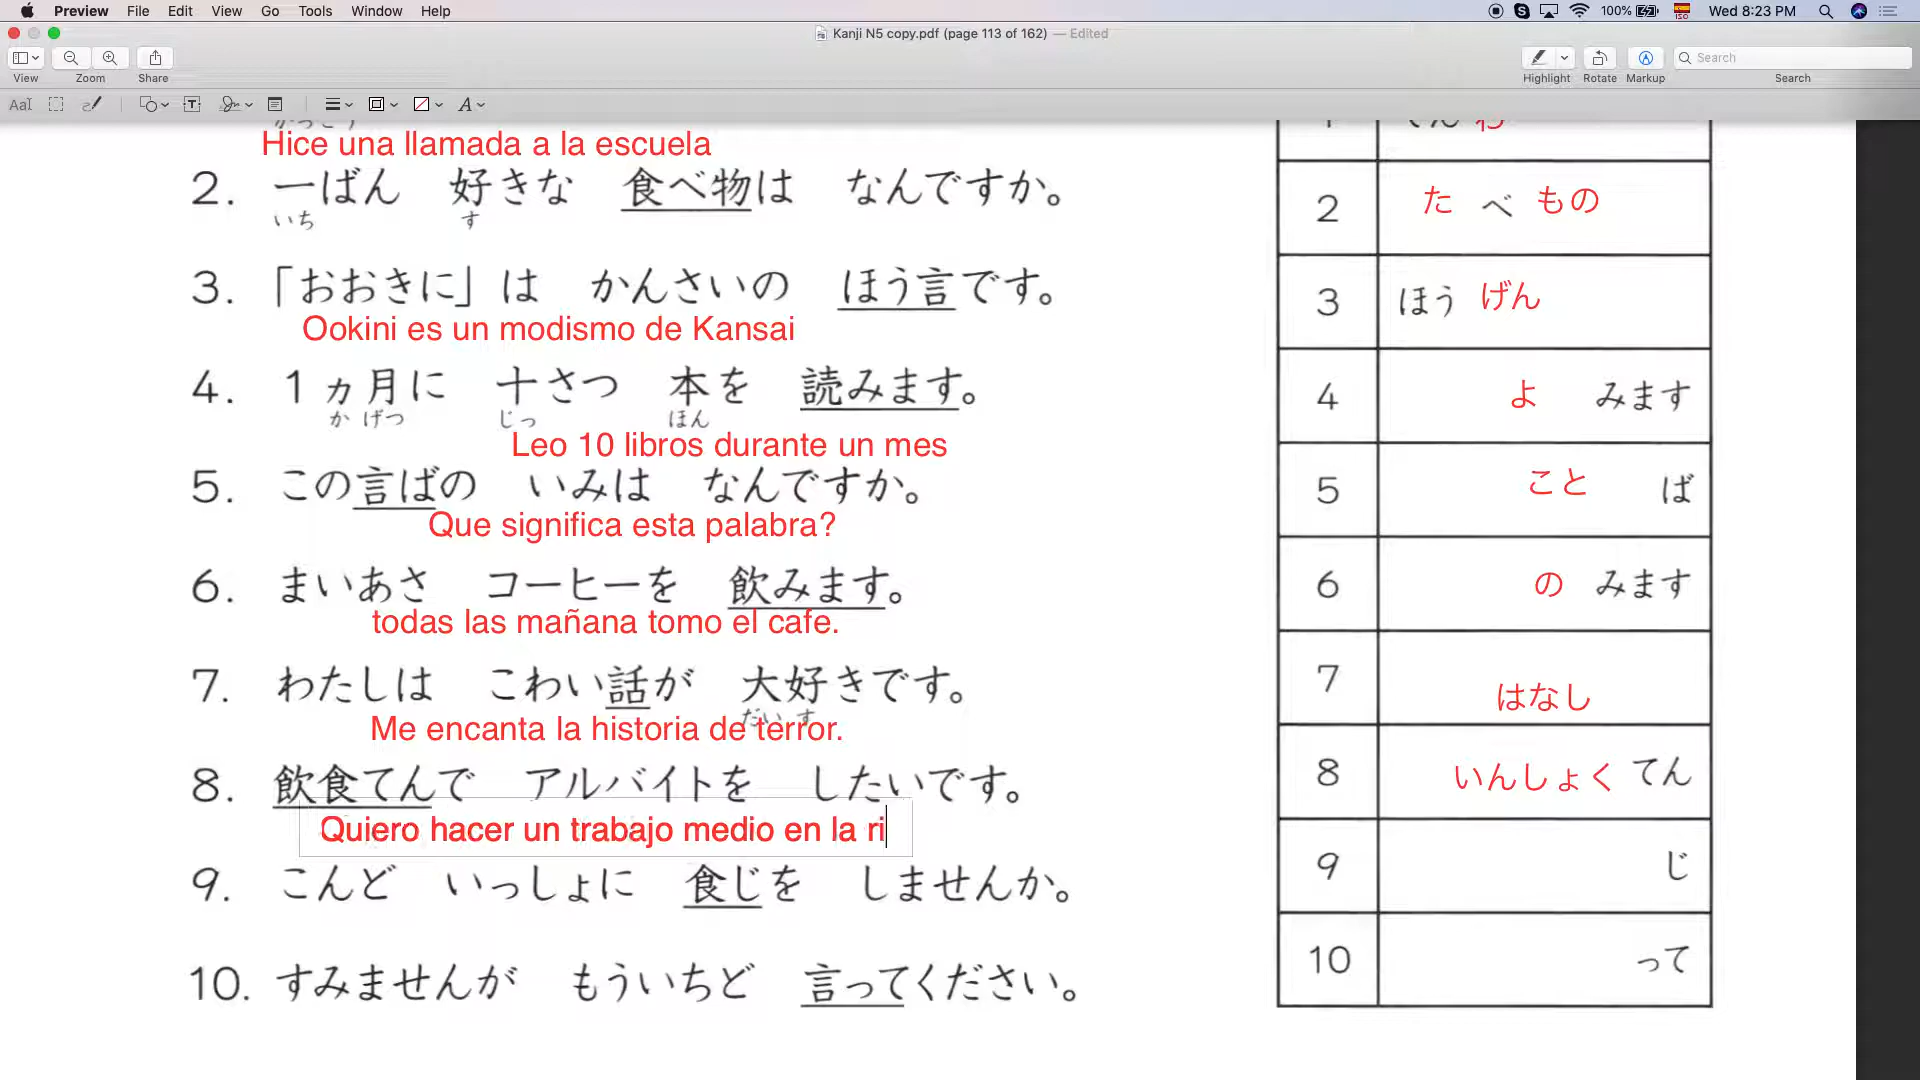 Preview File Edit View Go Tools Window Help 100% Wed 8:23 PM
Kanji N5 copy.pdf (page 113 of 162) — Edited
View Zoom Share Highlight Rotate Markup Search Search
Hice una llamada a la escuela
2. 一ばん 好きな 食べ物は なんですか。
いち す
3. 「おおきに」は かんさいの ほう言です。
Ookini es un modismo de Kansai
4. 1ヵ月に 十さつ 本を 読みます。
か げつ じっ ほん
Leo 10 libros durante un mes
5. この言ばの いみは なんですか。
Que significa esta palabra?
6. まいあさ コーヒーを 飲みます。
todas las mañana tomo el cafe.
7. わたしは こわい話が 大好きです。
だい す
Me encanta la historia de terror.
8. 飲食てんで アルバイトを したいです。
Quiero hacer un trabajo medio en la ri
9. こんど いっしょに 食じを しませんか。
10. すみませんが もういちど 言ってください。
2 た べ もの
3 ほう げん
4 よ みます
5 こと ば
6 の みます
7 はなし
8 いんしょく てん
9 じ
10 って